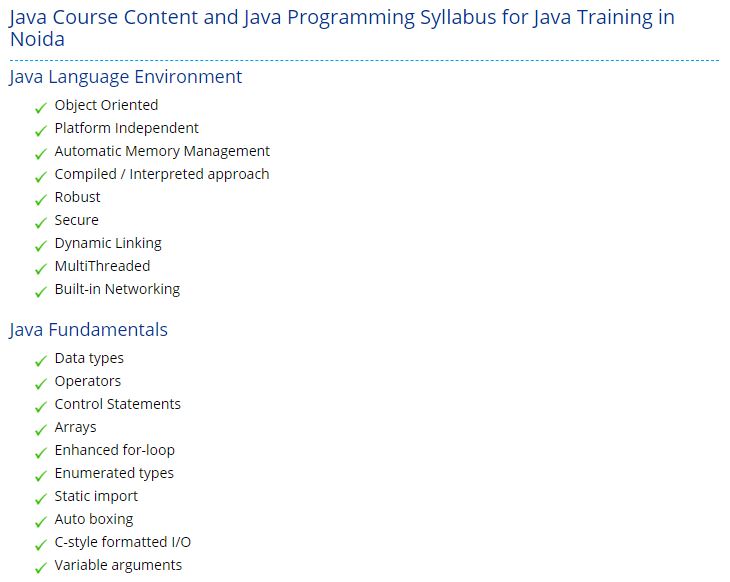 Java Course Content and Java Programming Syllabus for Java Training in
Noida
Java Language Environment
Object Oriented
Platform Independent
Automatic Memory Management
Compiled / Interpreted approach
Robust
Secure
Dynamic Linking
MultiThreaded
Built-in Networking
Java Fundamentals
Data types
Operators
Control Statements
Arrays
Enhanced for-loop
Enumerated types
Static import
Auto boxing
C-style formatted I/O
Variable arguments